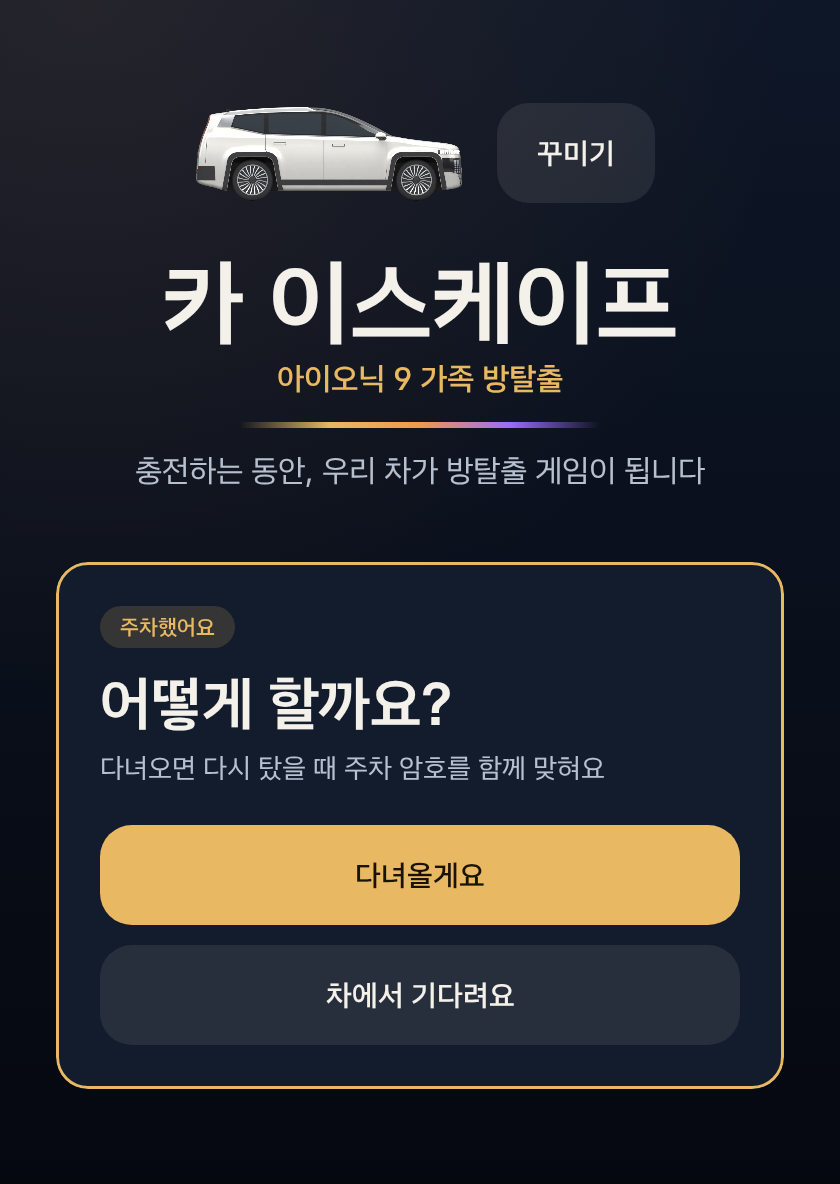 꾸미기
카 이스케이프
아이오닉 9 가족 방탈출
충전하는 동안, 우리 차가 방탈출 게임이 됩니다
주차했어요
어떻게 할까요?
다녀오면 다시 탔을 때 주차 암호를 함께 맞혀요
다녀올게요
차에서 기다려요